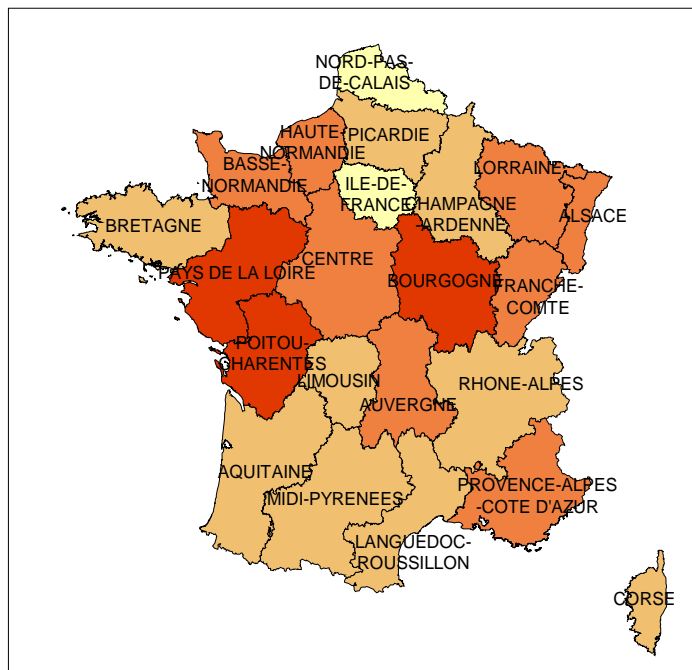 NORD-PAS-
DE-CALAIS
HAUTE-
NORMANDIE
PICARDIE
BASSE-
NORMANDIE
ILE-DE-
FRANCE
CHAMPAGNE
-ARDENNE
LORRAINE
ALSACE
BRETAGNE
PAYS DE LA LOIRE
CENTRE
BOURGOGNE
FRANCHE-
COMTE
POITOU-
CHARENTES
LIMOUSIN
AUVERGNE
RHONE-ALPES
AQUITAINE
MIDI-PYRENEES
LANGUEDOC-
ROUSSILLON
PROVENCE-ALPES
-COTE D'AZUR
CORSE